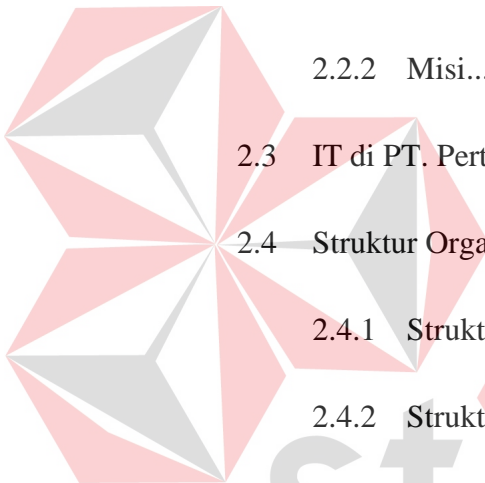 2.2.2 Misi..
2.3 IT di PT. Pert
2.4 Struktur Orga
2.4.1 Strukt
2.4.2 Strukt
st